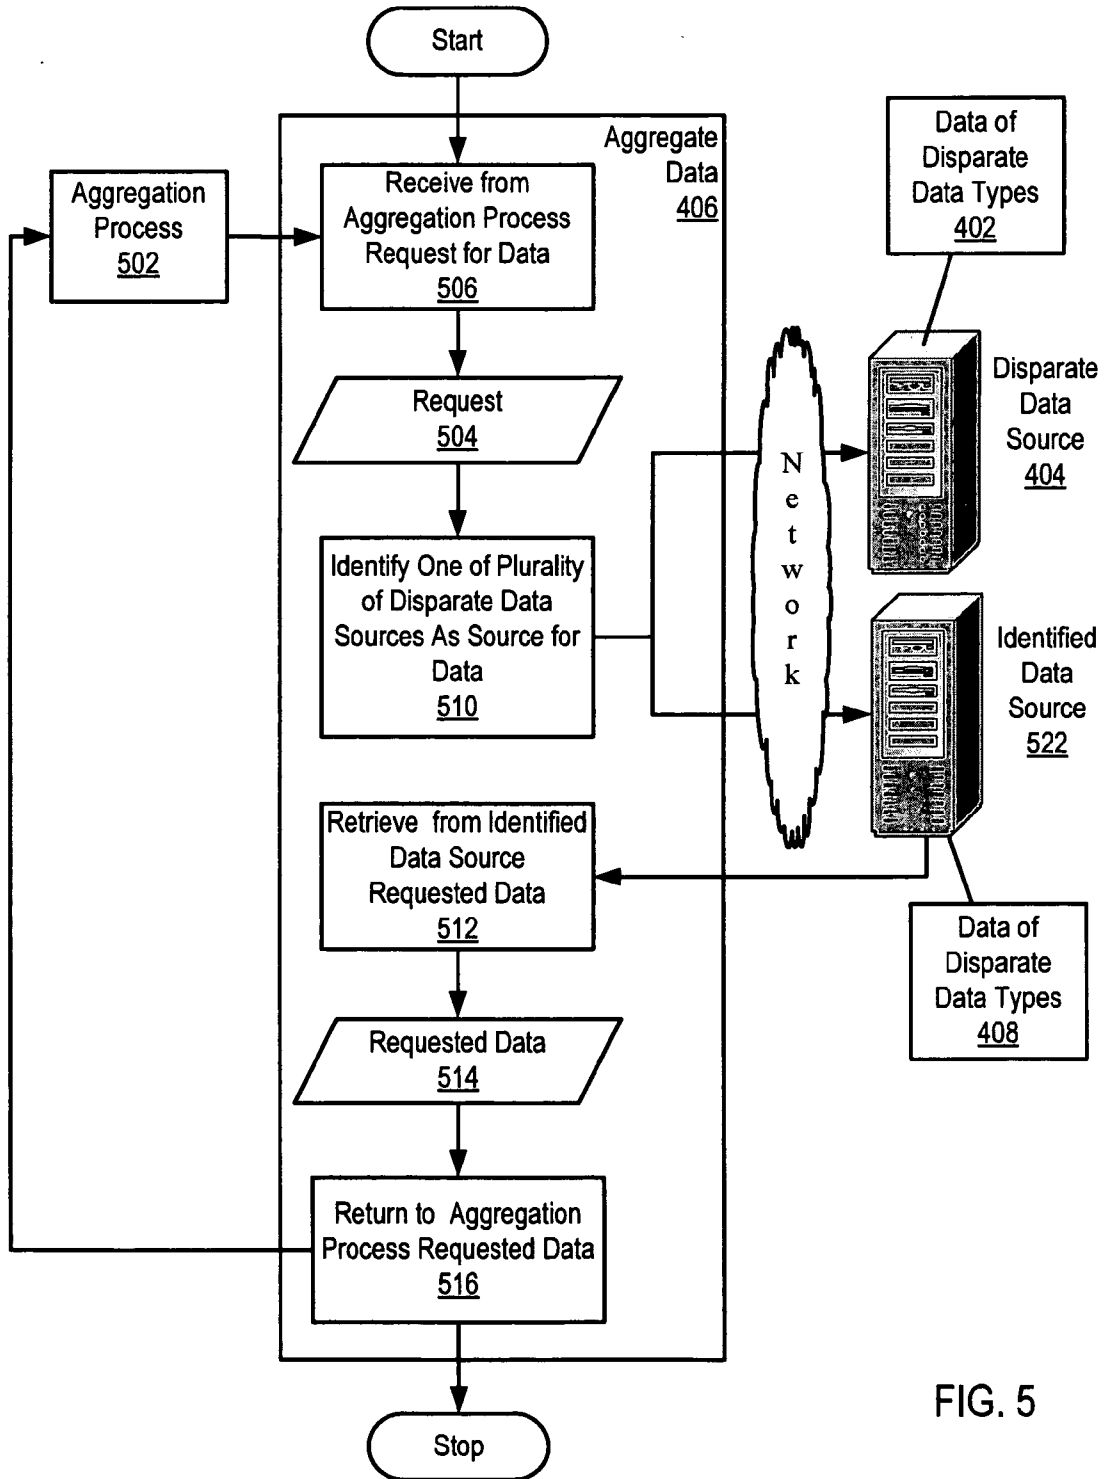 Start
Aggregate
Data
406
Aggregation
Process
502
Receive from
Aggregation Process
Request for Data
506
Data of
Disparate
Data Types
402
Request
504
Disparate
Data
Source
404
Network
Identify One of Plurality
of Disparate Data
Sources As Source for
Data
510
Identified
Data
Source
522
Retrieve from Identified
Data Source
Requested Data
512
Data of
Disparate
Data Types
408
Requested Data
514
Return to Aggregation
Process Requested Data
516
Stop
FIG. 5